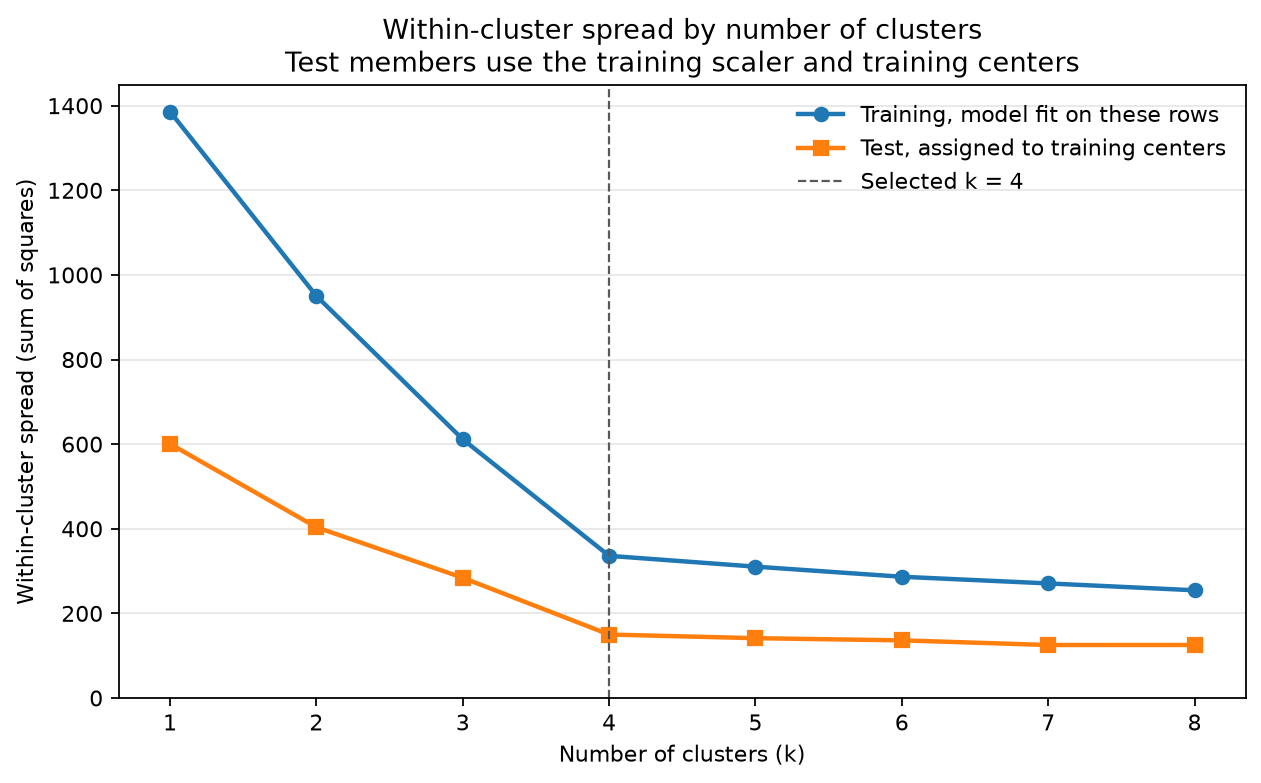 Within-cluster spread by number of clusters
Test members use the training scaler and training centers
Within-cluster spread (sum of squares)
1400
1200
1000
800
600
400
200
0
Training, model fit on these rows
Test, assigned to training centers
Selected k = 4
1 2 3 4 5 6 7 8
Number of clusters (k)